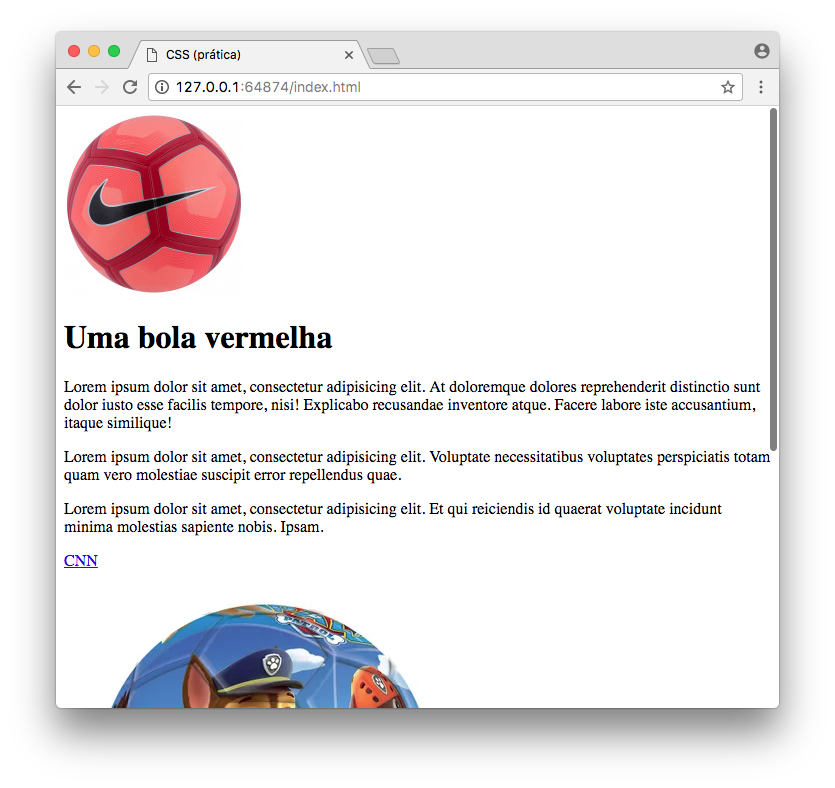 CSS (prática)
127.0.0.1:64874/index.html
Uma bola vermelha
Lorem ipsum dolor sit amet, consectetur adipisicing elit. At doloremque dolores reprehenderit distinctio sunt
dolor iusto esse facilis tempore, nisi! Explicabo recusandae inventore atque. Facere labore iste accusantium,
itaque similique!
Lorem ipsum dolor sit amet, consectetur adipisicing elit. Voluptate necessitatibus voluptates perspiciatis totam
quam vero molestiae suscipit error repellendus quae.
Lorem ipsum dolor sit amet, consectetur adipisicing elit. Et qui reiciendis id quaerat voluptate incidunt
minima molestias sapiente nobis. Ipsam.
CNN
PATROL